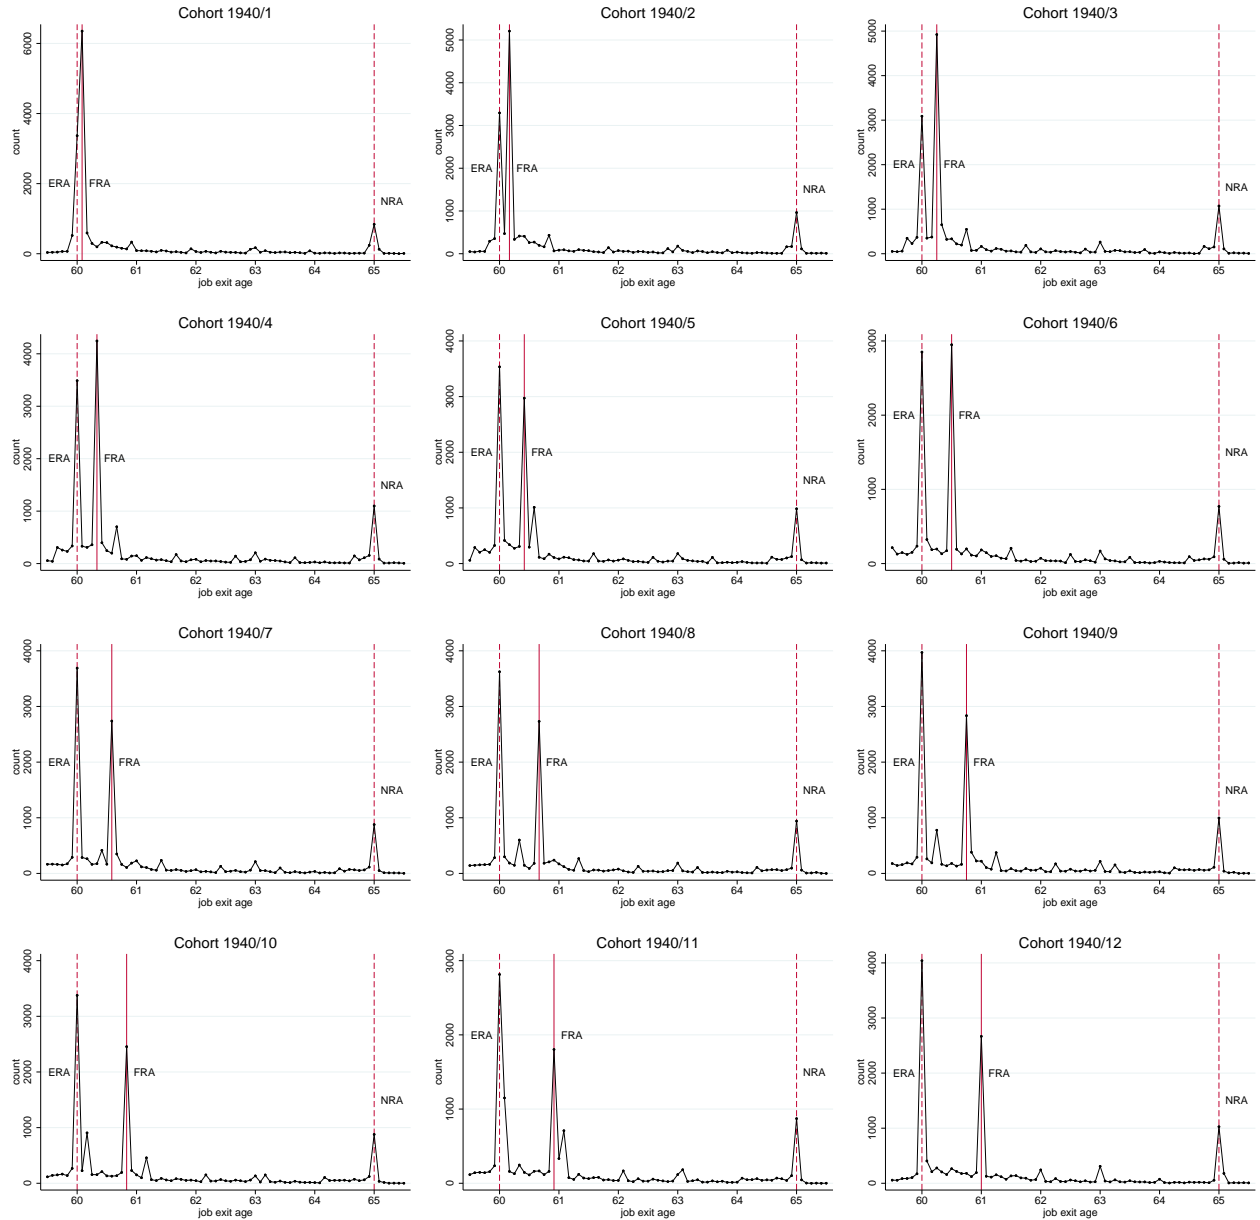 Cohort 1940/1
Cohort 1940/2
Cohort 1940/3
count
0 2000 4000 6000
ERA
FRA
NRA
60 61 62 63 64 65
job exit age
count
0 1000 2000 3000 4000 5000
ERA
FRA
NRA
60 61 62 63 64 65
job exit age
count
0 1000 2000 3000 4000 5000
ERA
FRA
NRA
60 61 62 63 64 65
job exit age
Cohort 1940/4
Cohort 1940/5
Cohort 1940/6
count
0 1000 2000 3000 4000
ERA
FRA
NRA
60 61 62 63 64 65
job exit age
count
0 1000 2000 3000 4000
ERA
FRA
NRA
60 61 62 63 64 65
job exit age
count
0 1000 2000 3000
ERA
FRA
NRA
60 61 62 63 64 65
job exit age
Cohort 1940/7
Cohort 1940/8
Cohort 1940/9
count
0 1000 2000 3000 4000
ERA
FRA
NRA
60 61 62 63 64 65
job exit age
count
0 1000 2000 3000 4000
ERA
FRA
NRA
60 61 62 63 64 65
job exit age
count
0 1000 2000 3000 4000
ERA
FRA
NRA
60 61 62 63 64 65
job exit age
Cohort 1940/10
Cohort 1940/11
Cohort 1940/12
count
0 1000 2000 3000 4000
ERA
FRA
NRA
60 61 62 63 64 65
job exit age
count
0 1000 2000 3000
ERA
FRA
NRA
60 61 62 63 64 65
job exit age
count
0 1000 2000 3000 4000
ERA
FRA
NRA
60 61 62 63 64 65
job exit age